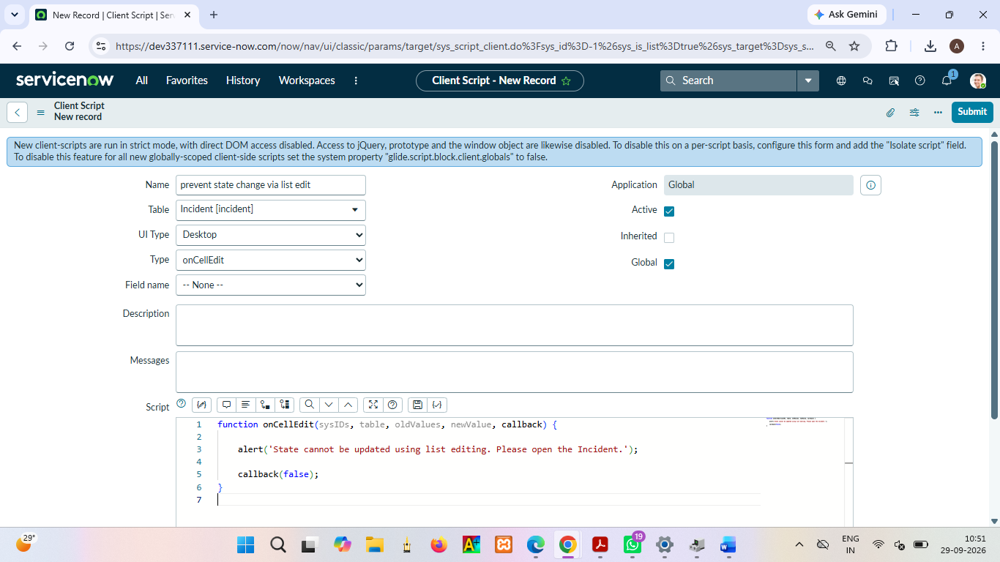 New Record | Client Script | Ser
Ask Gemini
https://dev337111.service-now.com/now/nav/ui/classic/params/target/sys_script_client.do%3Fsys_id%3D-1%26sys_is_list%3Dtrue%26sys_target%3Dsys_s...
A
servicenow
All
Favorites
History
Workspaces
Client Script - New Record
Search
1
Client Script
New record
Submit
New client-scripts are run in strict mode, with direct DOM access disabled. Access to jQuery, prototype and the window object are likewise disabled. To disable this on a per-script basis, configure this form and add the "Isolate script" field.
To disable this feature for all new globally-scoped client-side scripts set the system property "glide.script.block.client.globals" to false.
Name prevent state change via list edit
Application Global
Table Incident [incident]
Active
UI Type Desktop
Inherited
Type onCellEdit
Global
Field name -- None --
Description
Messages
Script
1 function onCellEdit(sysIDs, table, oldValues, newValue, callback) {
2
3 alert('State cannot be updated using list editing. Please open the Incident.');
4
5 callback(false);
6 }
7
29°
19
ENG
IN
10:51
29-09-2026